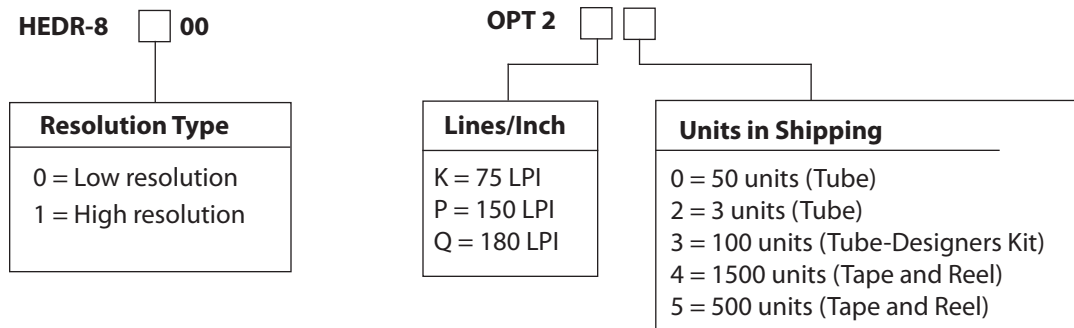 HEDR-8 00
OPT 2
Resolution Type
0 = Low resolution
1 = High resolution
Lines/Inch
K = 75 LPI
P = 150 LPI
Q = 180 LPI
Units in Shipping
0 = 50 units (Tube)
2 = 3 units (Tube)
3 = 100 units (Tube-Designers Kit)
4 = 1500 units (Tape and Reel)
5 = 500 units (Tape and Reel)